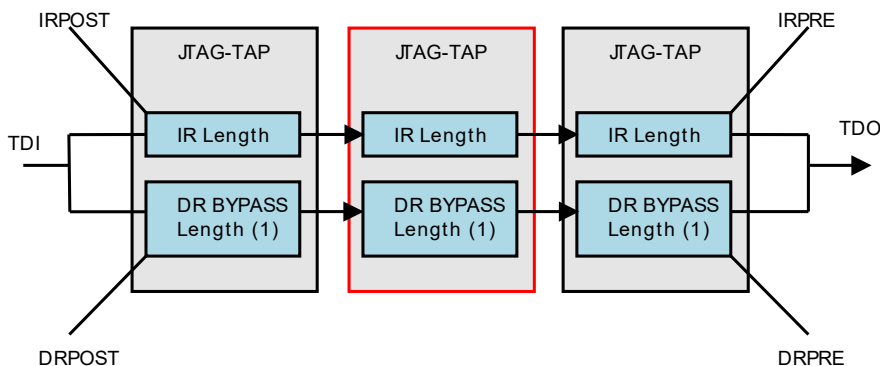 IRPOST
IRPRE
JTAG-TAP
JTAG-TAP
JTAG-TAP
TDI
IR Length
IR Length
IR Length
TDO
DR BYPASS
Length (1)
DR BYPASS
Length (1)
DR BYPASS
Length (1)
DRPOST
DRPRE